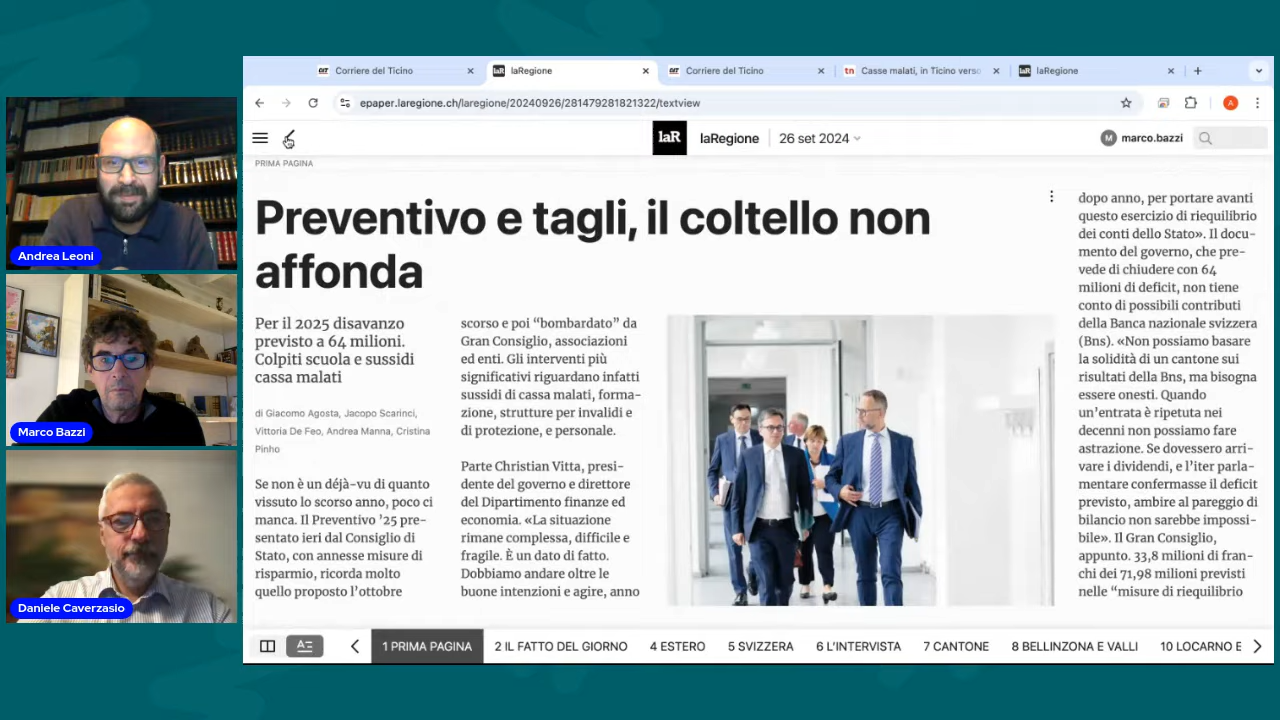 Andrea Leoni
Marco Bazzi
Daniele Caverzasio
CdT Corriere del Ticino
laR laRegione
CdT Corriere del Ticino
tn Casse malati, in Ticino verso
laR laRegione
epaper.laregione.ch/laregione/20240926/281479281821322/textview
A
laR laRegione 26 set 2024
M marco.bazzi
PRIMA PAGINA
Preventivo e tagli, il coltello non
affonda
Per il 2025 disavanzo
previsto a 64 milioni.
Colpiti scuola e sussidi
cassa malati
di Giacomo Agosta, Jacopo Scarinci,
Vittoria De Feo, Andrea Manna, Cristina
Pinho
Se non è un déjà-vu di quanto
vissuto lo scorso anno, poco ci
manca. Il Preventivo ’25 pre-
sentato ieri dal Consiglio di
Stato, con annesse misure di
risparmio, ricorda molto
quello proposto l’ottobre
scorso e poi “bombardato” da
Gran Consiglio, associazioni
ed enti. Gli interventi più
significativi riguardano infatti
sussidi di cassa malati, forma-
zione, strutture per invalidi e
di protezione, e personale.
Parte Christian Vitta, presi-
dente del governo e direttore
del Dipartimento finanze ed
economia. «La situazione
rimane complessa, difficile e
fragile. È un dato di fatto.
Dobbiamo andare oltre le
buone intenzioni e agire, anno
dopo anno, per portare avanti
questo esercizio di riequilibrio
dei conti dello Stato». Il docu-
mento del governo, che pre-
vede di chiudere con 64
milioni di deficit, non tiene
conto di possibili contributi
della Banca nazionale svizzera
(Bns). «Non possiamo basare
la solidità di un cantone sui
risultati della Bns, ma bisogna
essere onesti. Quando
un’entrata è ripetuta nei
decenni non possiamo fare
astrazione. Se dovessero arri-
vare i dividendi, e l’iter parla-
mentare confermasse il deficit
previsto, ambire al pareggio di
bilancio non sarebbe impossi-
bile». Il Gran Consiglio,
appunto. 33,8 milioni di fran-
chi dei 71,98 milioni previsti
nelle “misure di riequilibrio
1 PRIMA PAGINA 2 IL FATTO DEL GIORNO 4 ESTERO 5 SVIZZERA 6 L’INTERVISTA 7 CANTONE 8 BELLINZONA E VALLI 10 LOCARNO E